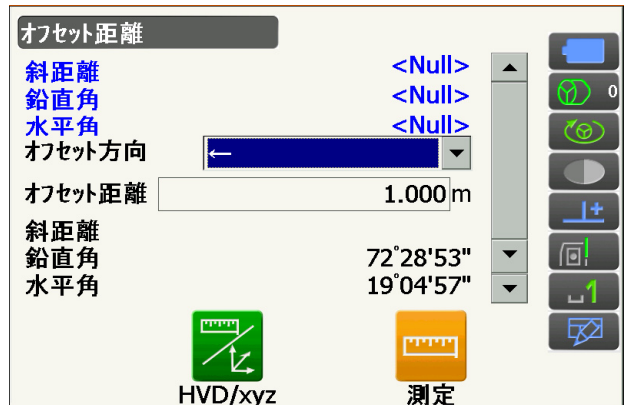 オフセット距離
斜距離 <Null>
鉛直角 <Null>
水平角 <Null>
オフセット方向 ←
オフセット距離 1.000 m
斜距離
鉛直角 72°28'53"
水平角 19°04'57"
HVD/xyz 測定
0
1